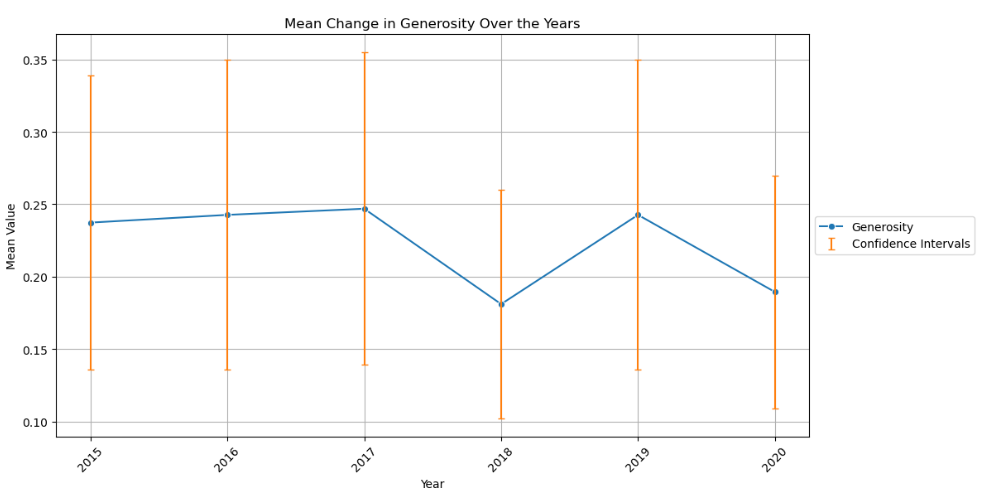 Mean Change in Generosity Over the Years
Mean Value
0.35
0.30
0.25
0.20
0.15
0.10
2015
2016
2017
2018
2019
2020
Year
Generosity
Confidence Intervals